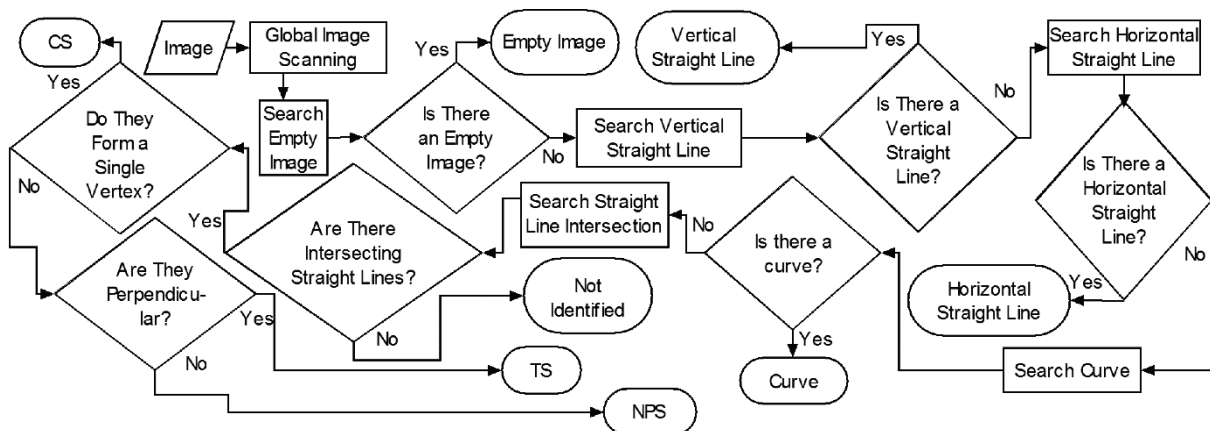 CS
Image
Global Image
Scanning
Yes
Empty Image
Vertical
Straight Line
Yes
Search Horizontal
Straight Line
Yes
Do They
Form a
Single
Vertex?
No
Search
Empty
Image
Is There
an Empty
Image?
No
Search Vertical
Straight Line
Is There a
Vertical
Straight
Line?
No
Is There a
Horizontal
Straight
Line?
No
Yes
Horizontal
Straight Line
Yes
Are There
Intersecting
Straight Lines?
Search Straight
Line Intersection
No
Is there a
curve?
Yes
Are They
Perpendicu-
lar?
Yes
No
No
Not
Identified
TS
Curve
Search Curve
NPS